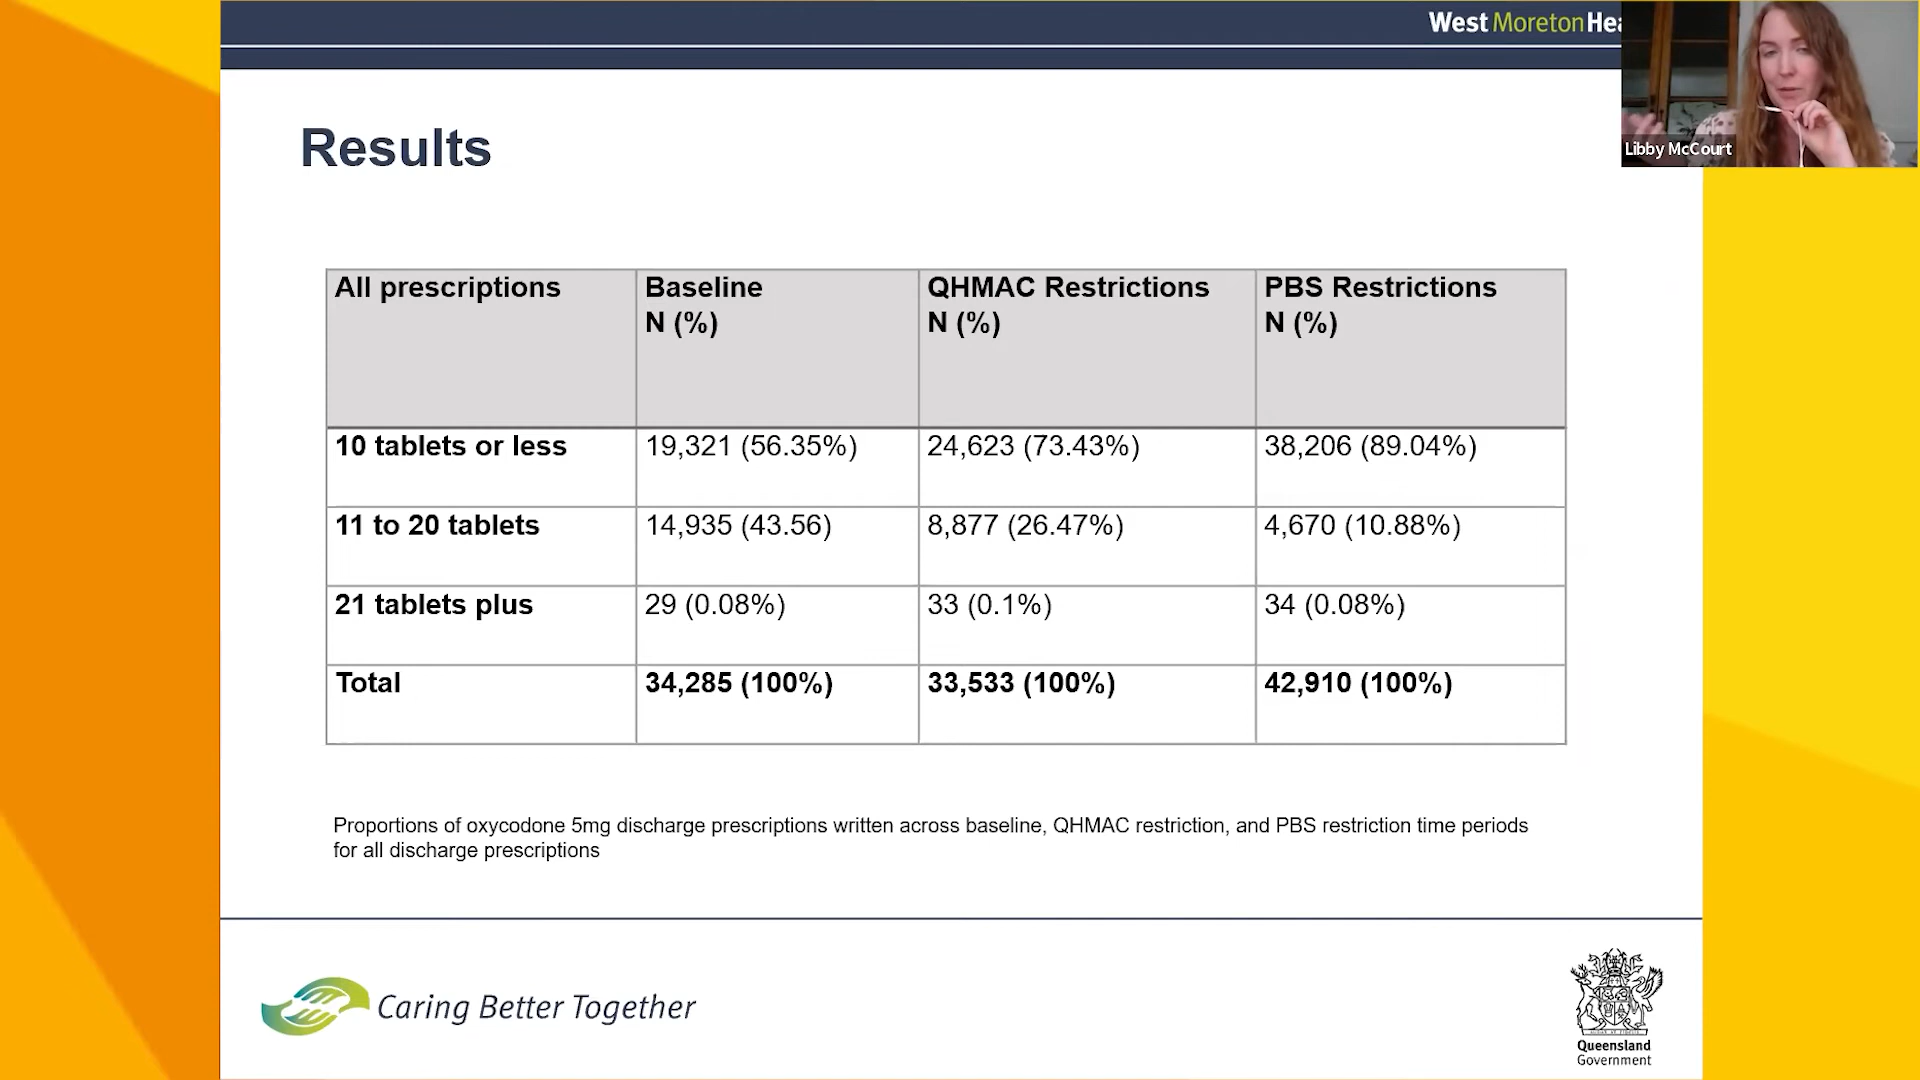 West Moreton Hea
Libby McCourt
Results
All prescriptions
Baseline
N (%)
QHMAC Restrictions
N (%)
PBS Restrictions
N (%)
10 tablets or less
19,321 (56.35%)
24,623 (73.43%)
38,206 (89.04%)
11 to 20 tablets
14,935 (43.56)
8,877 (26.47%)
4,670 (10.88%)
21 tablets plus
29 (0.08%)
33 (0.1%)
34 (0.08%)
Total
34,285 (100%)
33,533 (100%)
42,910 (100%)
Proportions of oxycodone 5mg discharge prescriptions written across baseline, QHMAC restriction, and PBS restriction time periods
for all discharge prescriptions
Caring Better Together
Queensland
Government